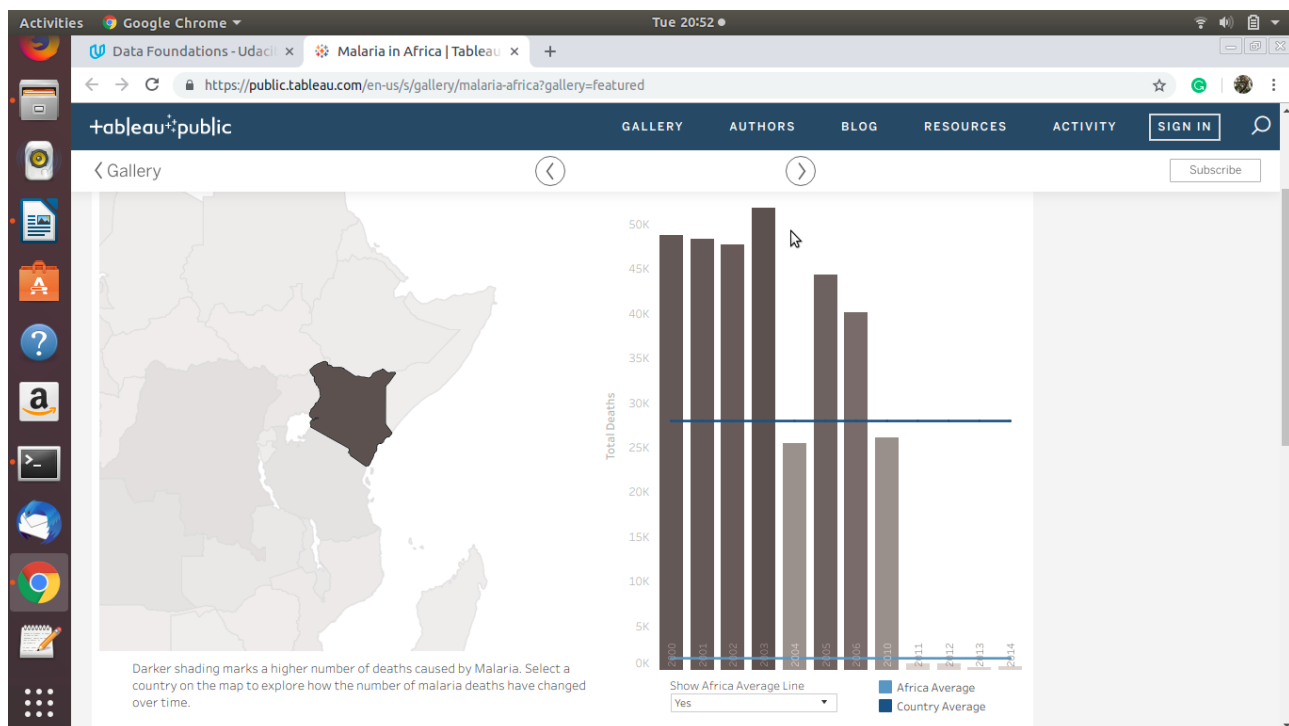 Activities Google Chrome Tue 20:52
Data Foundations - Udaci Malaria in Africa | Tableau
https://public.tableau.com/en-us/s/gallery/malaria-africa?gallery=featured
+ableau public GALLERY AUTHORS BLOG RESOURCES ACTIVITY SIGN IN
Gallery Subscribe
50K
45K
40K
35K
30K
25K
20K
15K
10K
5K
0K
Total Deaths
2000 2001 2002 2003 2004 2005 2006 2010 2011 2012 2013 2014
Darker shading marks a higher number of deaths caused by Malaria. Select a
country on the map to explore how the number of malaria deaths have changed
over time.
Show Africa Average Line
Yes
Africa Average
Country Average